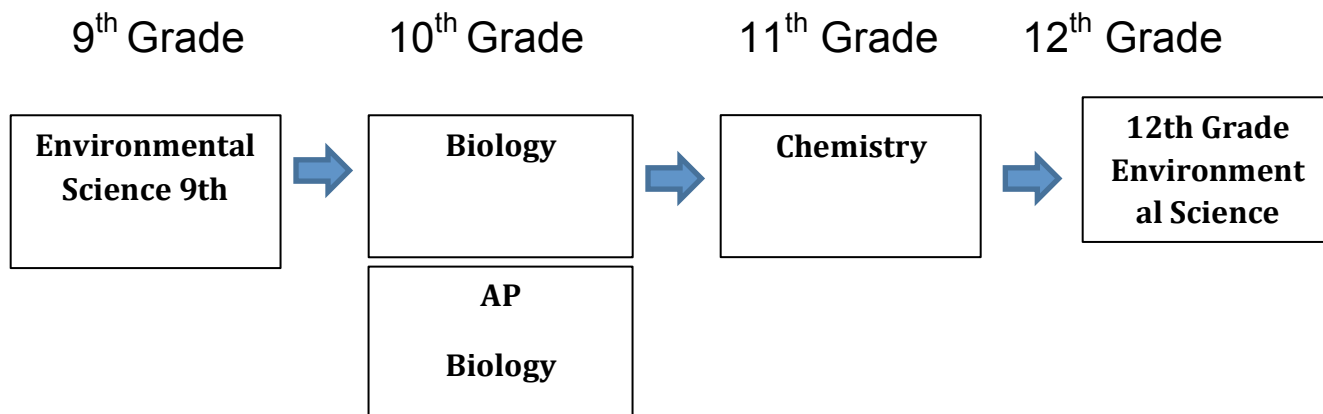 9th Grade
10th Grade
11th Grade
12th Grade
Environmental
Science 9th
Biology
Chemistry
12th Grade
Environment
al Science
AP
Biology